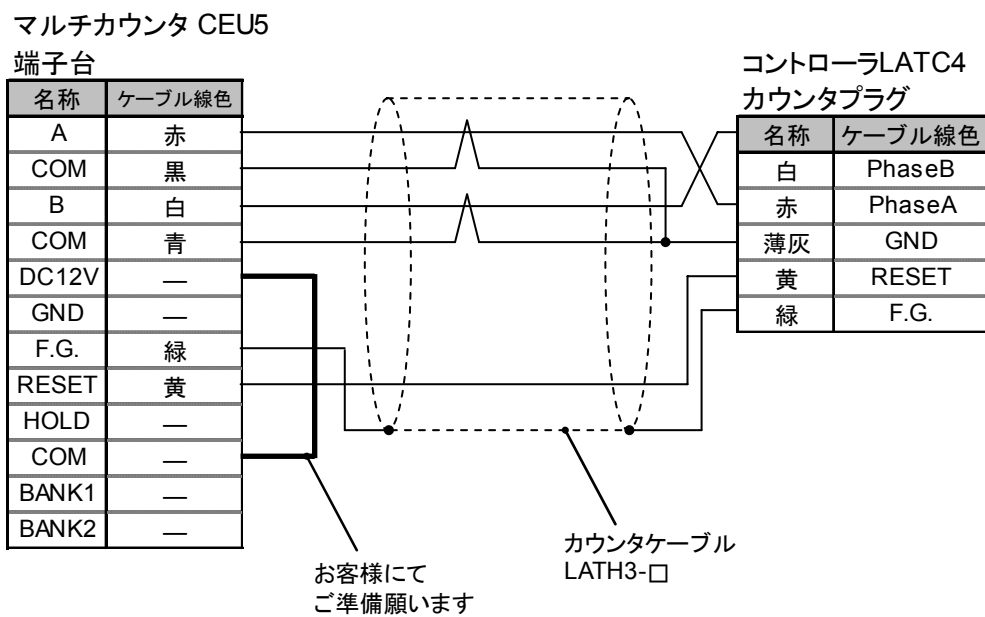 マルチカウンタ CEU5
端子台
名称 ケーブル線色
A 赤
COM 黒
B 白
COM 青
DC12V —
GND —
F.G. 緑
RESET 黄
HOLD —
COM —
BANK1 —
BANK2 —
コントローラLATC4
カウンタプラグ
名称 ケーブル線色
白 PhaseB
赤 PhaseA
薄灰 GND
黄 RESET
緑 F.G.
お客様にて
ご準備願います
カウンタケーブル
LATH3-□